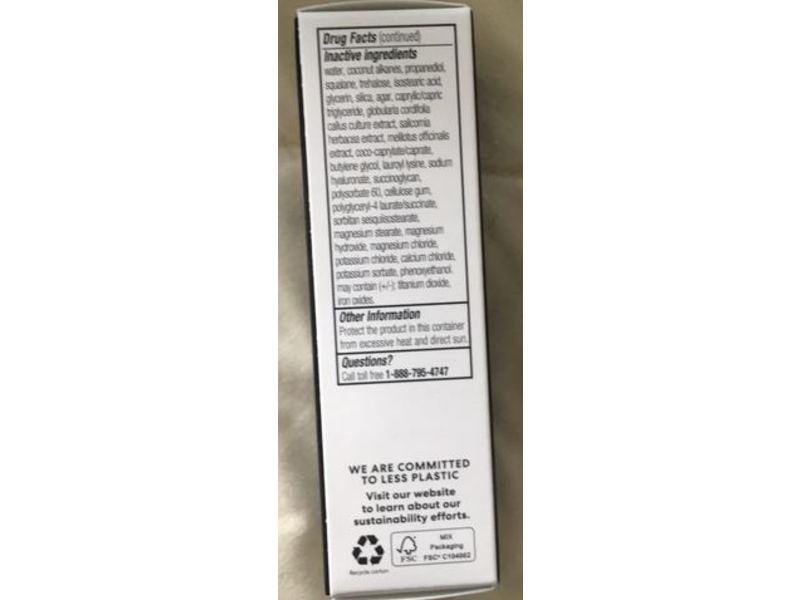 Drug Facts (continued)
Inactive ingredients
water, coconut alkanes, propanediol,
squalane, trehalose, isostearic acid,
glycerin, silica, agar, caprylic/capric
triglyceride, globularia cordifolia
callus culture extract, salicornia
herbacea extract, melilotus officinalis
extract, coco-caprylate/caprate,
butylene glycol, lauroyl lysine, sodium
hyaluronate, succinoglycan,
polysorbate 60, cellulose gum,
polyglyceryl-4 laurate/succinate,
sorbitan sesquiisostearate,
magnesium stearate, magnesium
hydroxide, magnesium chloride,
potassium chloride, calcium chloride,
potassium sorbate, phenoxyethanol.
may contain (+/-): titanium dioxide,
iron oxides.
Other Information
Protect the product in this container
from excessive heat and direct sun.
Questions?
Call toll free 1-888-795-4747
WE ARE COMMITTED
TO LESS PLASTIC
Visit our website
to learn about our
sustainability efforts.
Recycle carton
FSC
MIX
Packaging
FSC® C104002